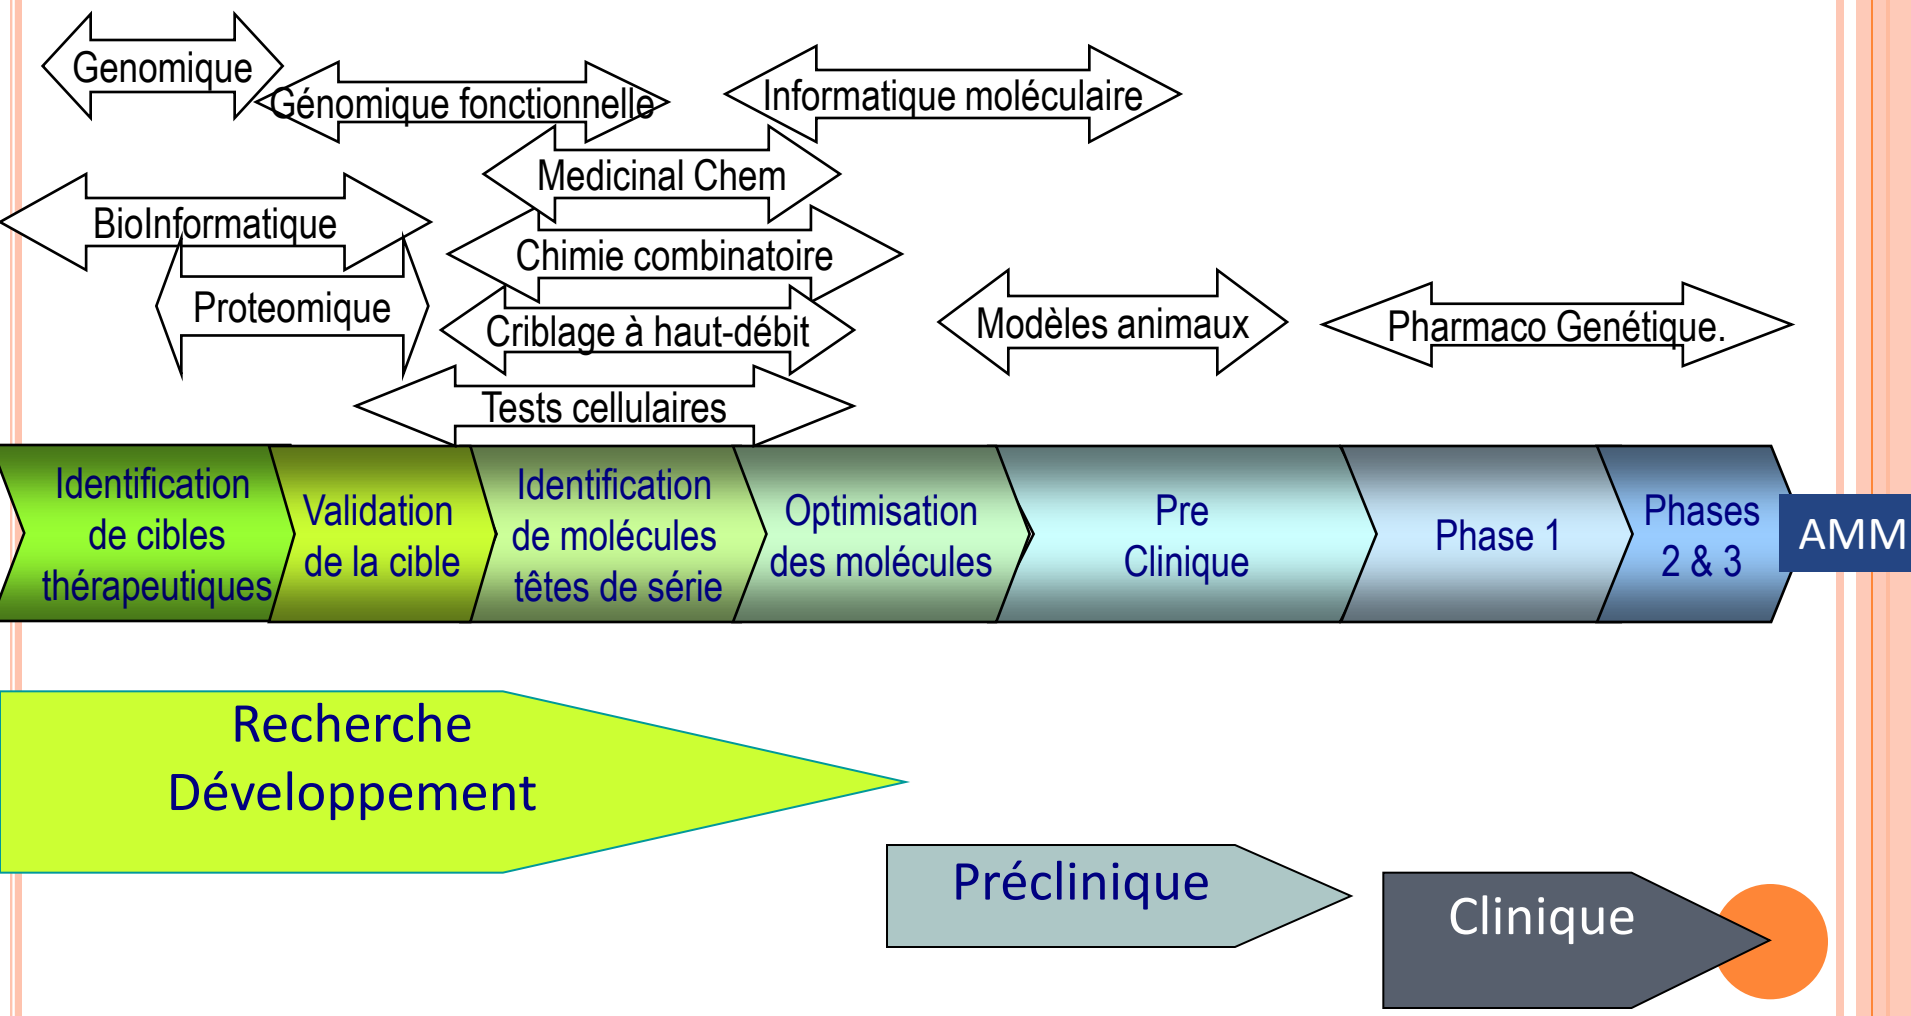 Genomique
Génomique fonctionnelle
Informatique moléculaire
Medicinal Chem
BioInformatique
Chimie combinatoire
Proteomique
Criblage à haut-débit
Modèles animaux
Pharmaco Genétique.
Tests cellulaires
Identification
de cibles
thérapeutiques
Validation
de la cible
Identification
de molécules
têtes de série
Optimisation
des molécules
Pre
Clinique
Phase 1
Phases
2 & 3
AMM
Recherche
Développement
Préclinique
Clinique